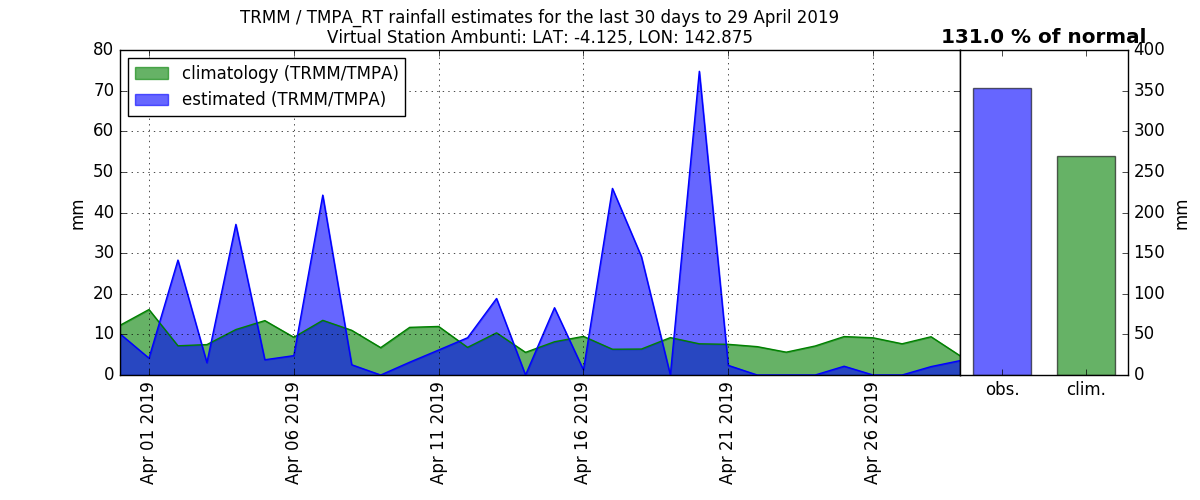 TRMM / TMPA_RT rainfall estimates for the last 30 days to 29 April 2019
Virtual Station Ambunti: LAT: -4.125, LON: 142.875
131.0 % of normal
climatology (TRMM/TMPA)
estimated (TRMM/TMPA)
mm
80
70
60
50
40
30
20
10
0
Apr 01 2019
Apr 06 2019
Apr 11 2019
Apr 16 2019
Apr 21 2019
Apr 26 2019
obs.
clim.
400
350
300
250
200
150
100
50
0
mm